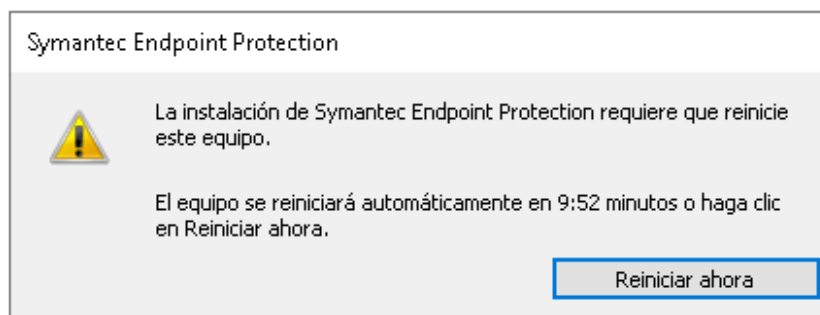 Symantec Endpoint Protection
La instalación de Symantec Endpoint Protection requiere que reinicie
este equipo.
El equipo se reiniciará automáticamente en 9:52 minutos o haga clic
en Reiniciar ahora.
Reiniciar ahora